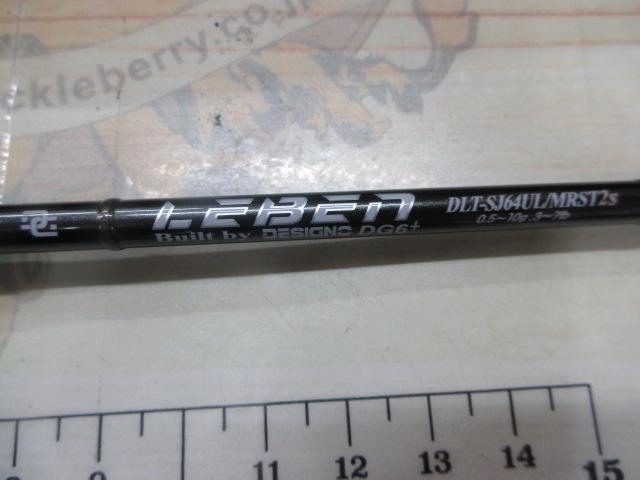 ckleberry.co.jp
LEBEN
Built by DESIGNO DG6+
DLT-SJ64UL/MRST2s
0.5~10g 3~7lb
9 11 12 13 14 15